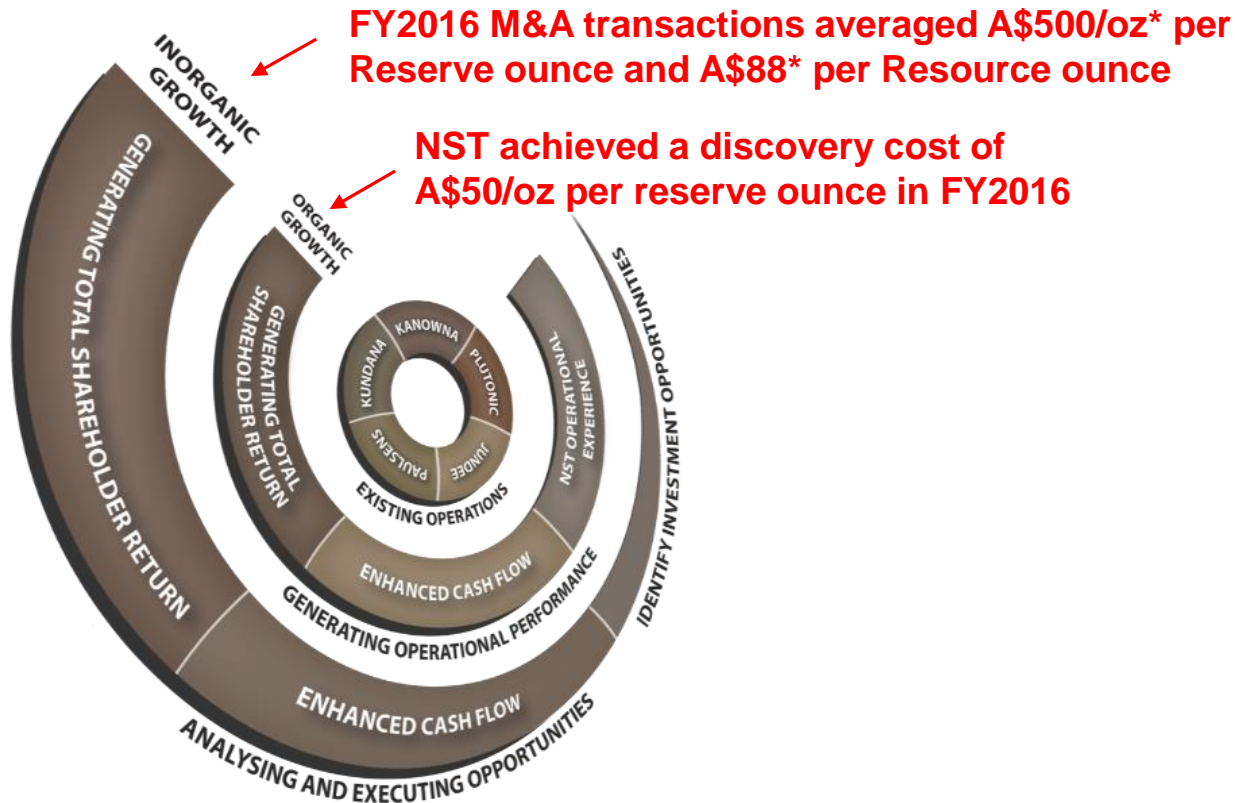 FY2016 M&A transactions averaged A$500/oz* per
Reserve ounce and A$88* per Resource ounce
NST achieved a discovery cost of
A$50/oz per reserve ounce in FY2016
INORGANIC
GROWTH
GENERATING TOTAL SHAREHOLDER RETURN
ENHANCED CASH FLOW
ANALYSING AND EXECUTING OPPORTUNITIES
IDENTIFY INVESTMENT OPPORTUNITIES
ORGANIC
GROWTH
GENERATING TOTAL
SHAREHOLDER RETURN
ENHANCED CASH FLOW
GENERATING OPERATIONAL PERFORMANCE
NST OPERATIONAL
EXPERIENCE
KANOWNA
PLUTONIC
JUNDEE
PAULSENS
KUNDANA
EXISTING OPERATIONS